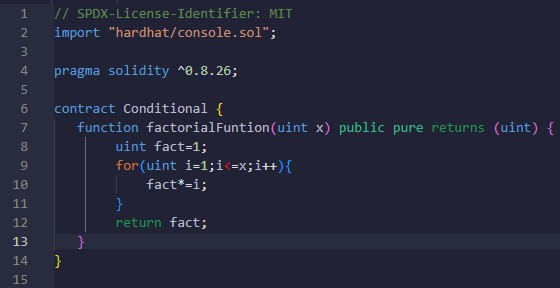 1 // SPDX-License-Identifier: MIT
2 import "hardhat/console.sol";
3
4 pragma solidity ^0.8.26;
5
6 contract Conditional {
7 function factorialFuntion(uint x) public pure returns (uint) {
8 uint fact=1;
9 for(uint i=1;i<=x;i++){
10 fact*=i;
11 }
12 return fact;
13 }
14 }
15